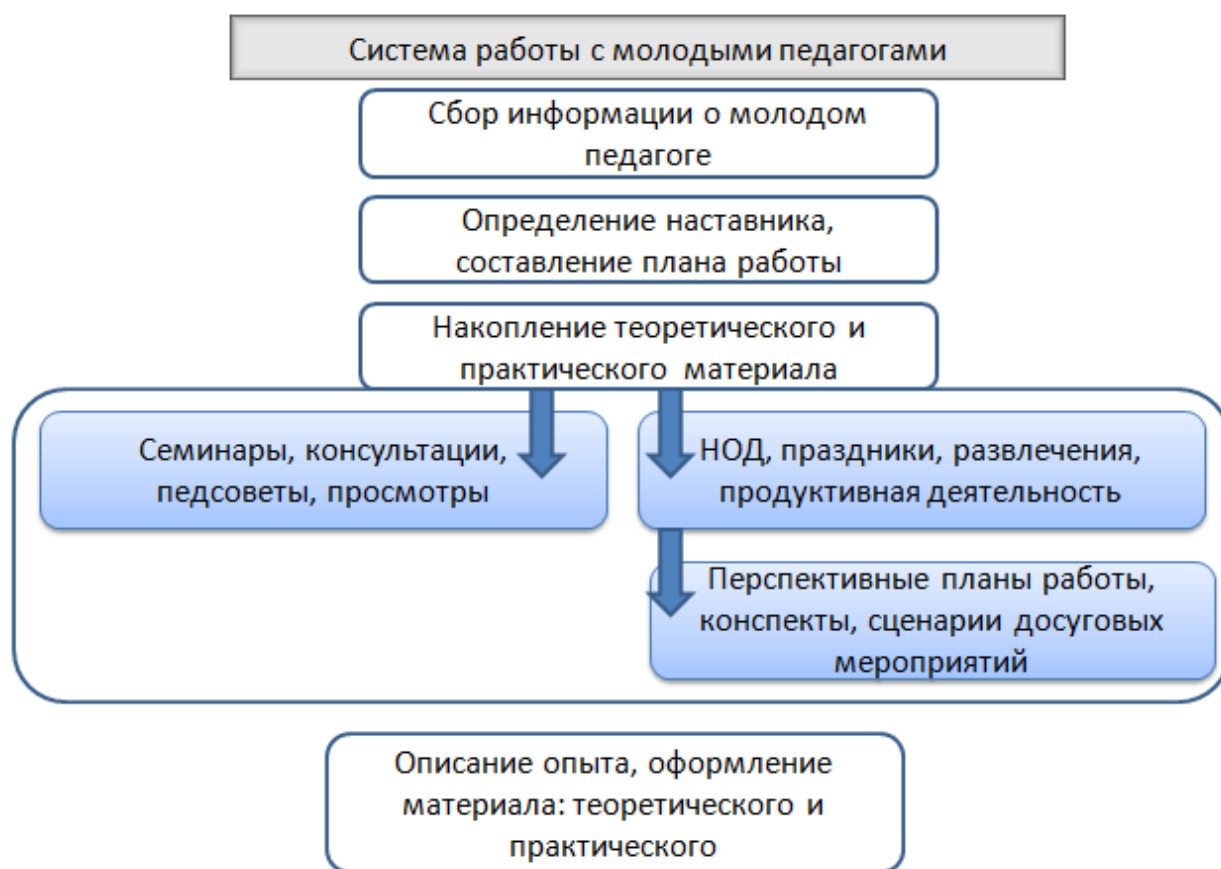 Система работы с молодыми педагогами
Сбор информации о молодом
педагоге
Определение наставника,
составление плана работы
Накопление теоретического и
практического материала
Семинары, консультации,
педсоветы, просмотры
НОД, праздники, развлечения,
продуктивная деятельность
Перспективные планы работы,
конспекты, сценарии досуговых
мероприятий
Описание опыта, оформление
материала: теоретического и
практического